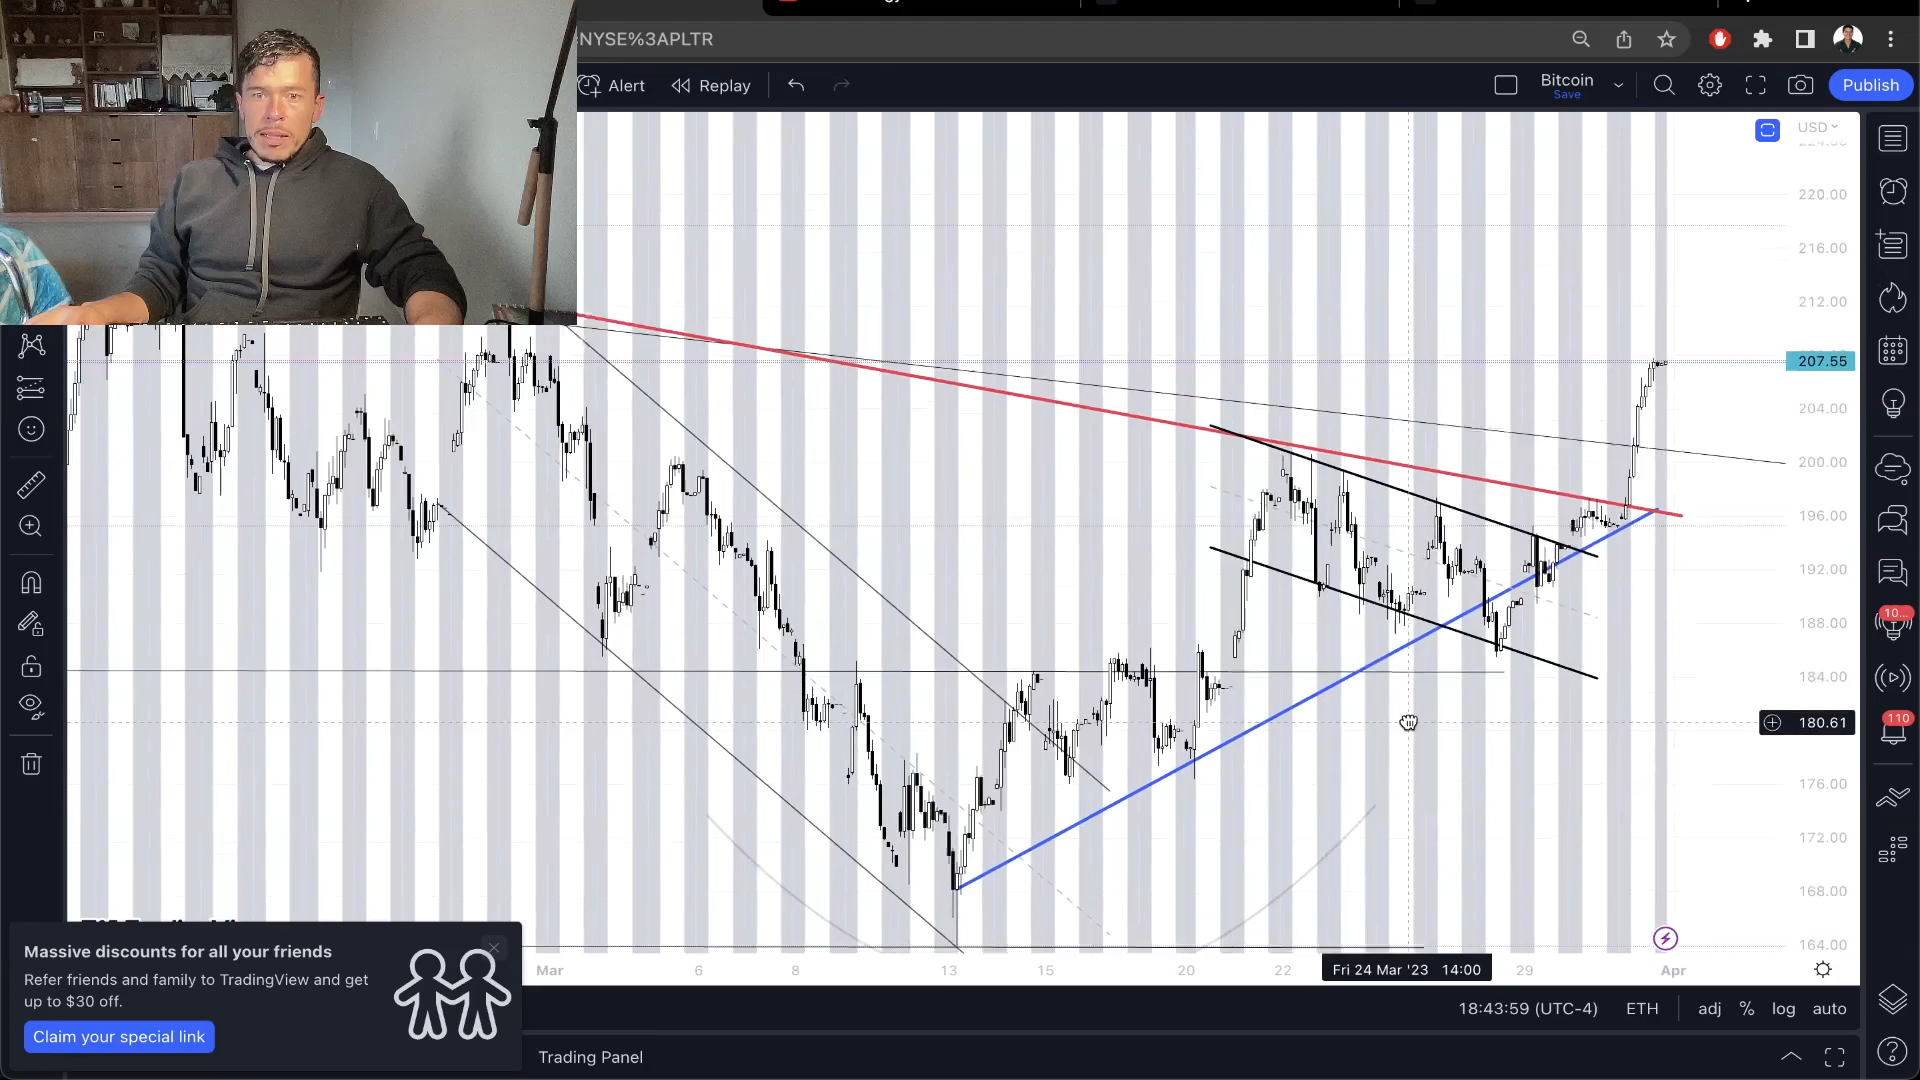 NYSE%3APLTR
Alert
Replay
Bitcoin
Save
Publish
USD
220.00
216.00
212.00
207.55
204.00
200.00
196.00
192.00
188.00
184.00
180.61
176.00
172.00
168.00
164.00
10...
110
Mar
6
8
13
15
20
22
Fri 24 Mar '23 14:00
29
Apr
Massive discounts for all your friends
Refer friends and family to TradingView and get
up to $30 off.
Claim your special link
18:43:59 (UTC-4)
ETH
adj
%
log
auto
Trading Panel